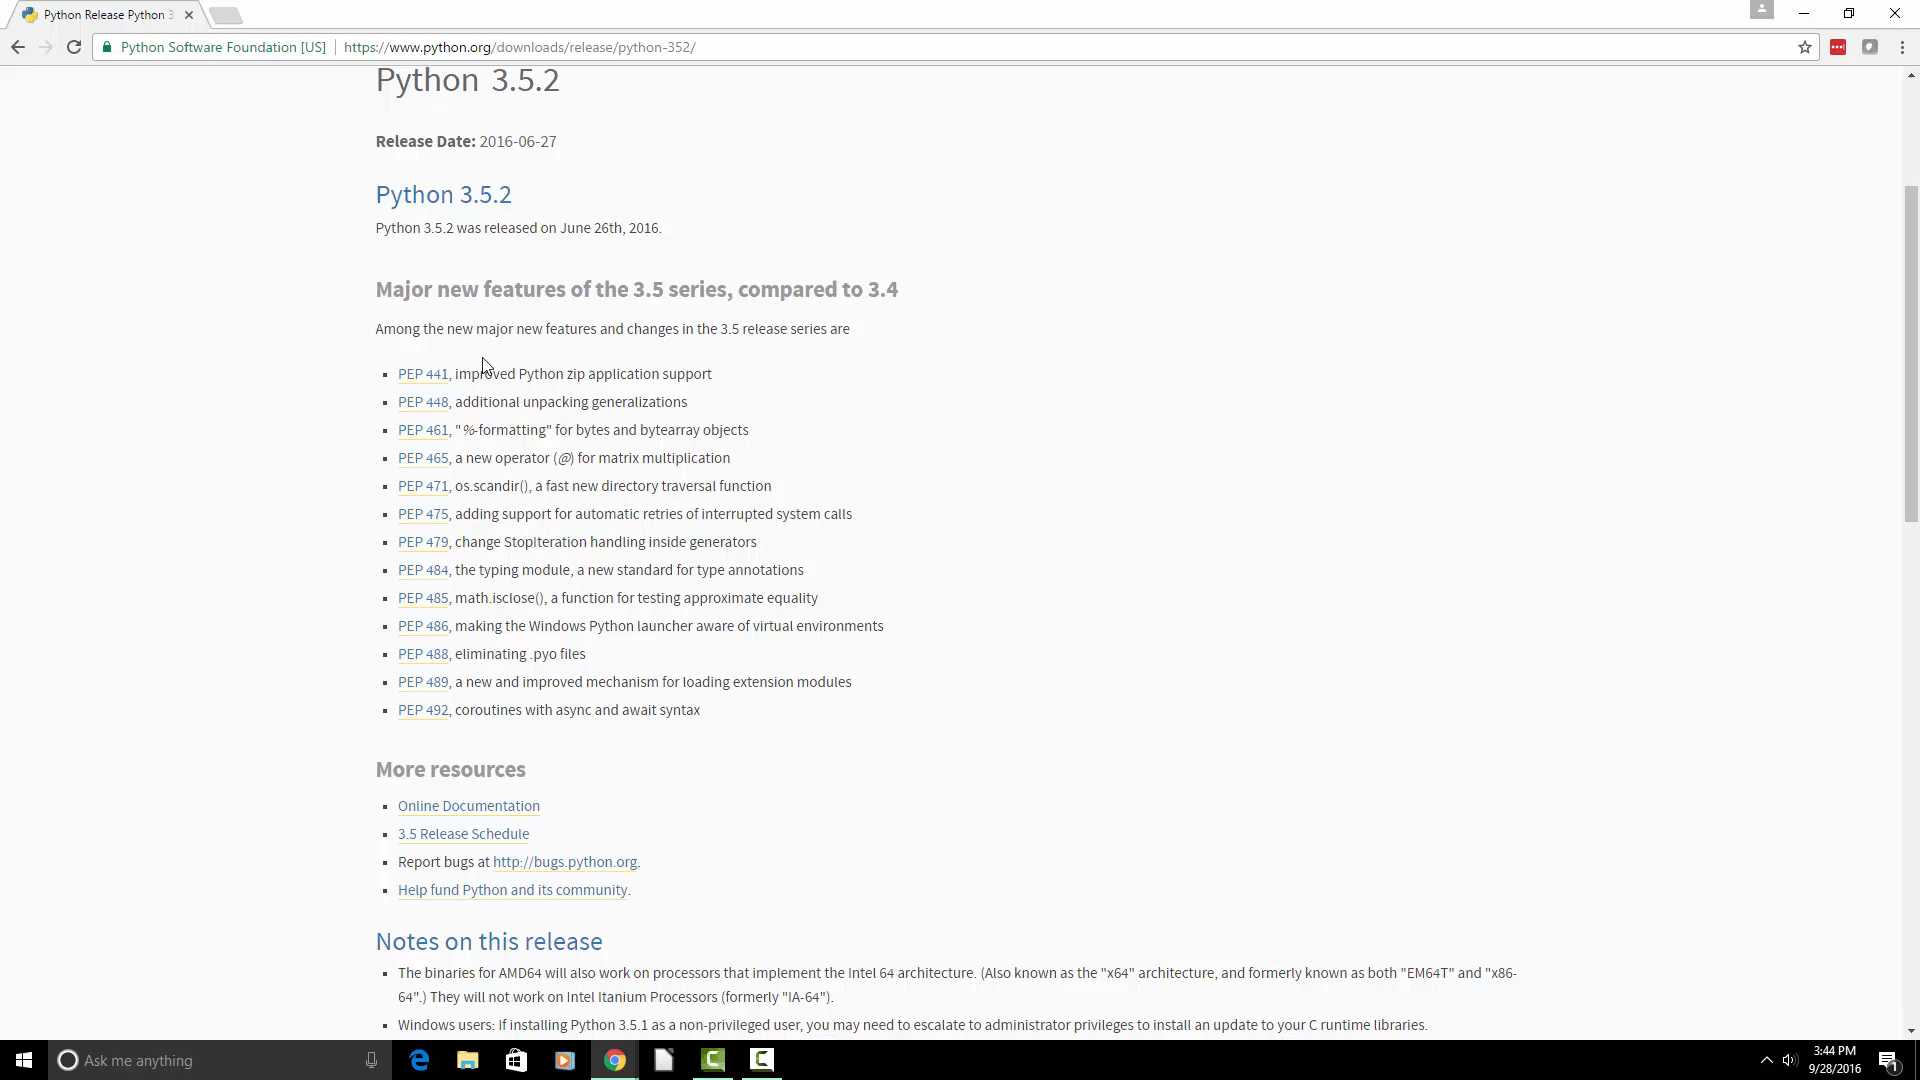 Python Release Python 3
Python Software Foundation [US]
https://www.python.org/downloads/release/python-352/
Python 3.5.2
Release Date: 2016-06-27
Python 3.5.2
Python 3.5.2 was released on June 26th, 2016.
Major new features of the 3.5 series, compared to 3.4
Among the new major new features and changes in the 3.5 release series are
▪ PEP 441, improved Python zip application support
▪ PEP 448, additional unpacking generalizations
▪ PEP 461, "%-formatting" for bytes and bytearray objects
▪ PEP 465, a new operator (@) for matrix multiplication
▪ PEP 471, os.scandir(), a fast new directory traversal function
▪ PEP 475, adding support for automatic retries of interrupted system calls
▪ PEP 479, change StopIteration handling inside generators
▪ PEP 484, the typing module, a new standard for type annotations
▪ PEP 485, math.isclose(), a function for testing approximate equality
▪ PEP 486, making the Windows Python launcher aware of virtual environments
▪ PEP 488, eliminating .pyo files
▪ PEP 489, a new and improved mechanism for loading extension modules
▪ PEP 492, coroutines with async and await syntax
More resources
▪ Online Documentation
▪ 3.5 Release Schedule
▪ Report bugs at http://bugs.python.org.
▪ Help fund Python and its community.
Notes on this release
▪ The binaries for AMD64 will also work on processors that implement the Intel 64 architecture. (Also known as the "x64" architecture, and formerly known as both "EM64T" and "x86-
64".) They will not work on Intel Itanium Processors (formerly "IA-64").
▪ Windows users: If installing Python 3.5.1 as a non-privileged user, you may need to escalate to administrator privileges to install an update to your C runtime libraries.
Ask me anything
3:44 PM
9/28/2016
1